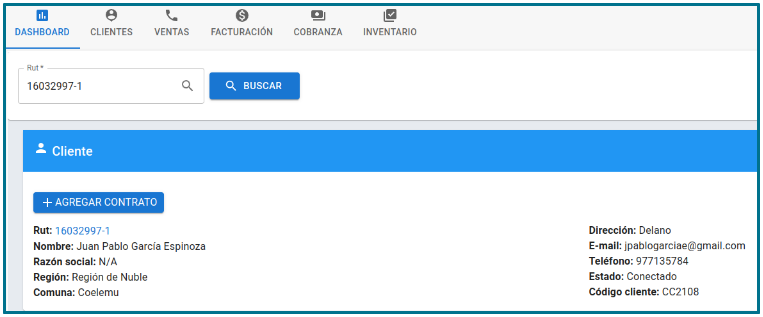 DASHBOARD CLIENTES VENTAS FACTURACIÓN COBRANZA INVENTARIO
Rut *
16032997-1 BUSCAR
Cliente
AGREGAR CONTRATO
Rut: 16032997-1
Nombre: Juan Pablo García Espinoza
Razón social: N/A
Región: Región de Nuble
Comuna: Coelemu
Dirección: Delano
E-mail: jpablogarciae@gmail.com
Teléfono: 977135784
Estado: Conectado
Código cliente: CC2108